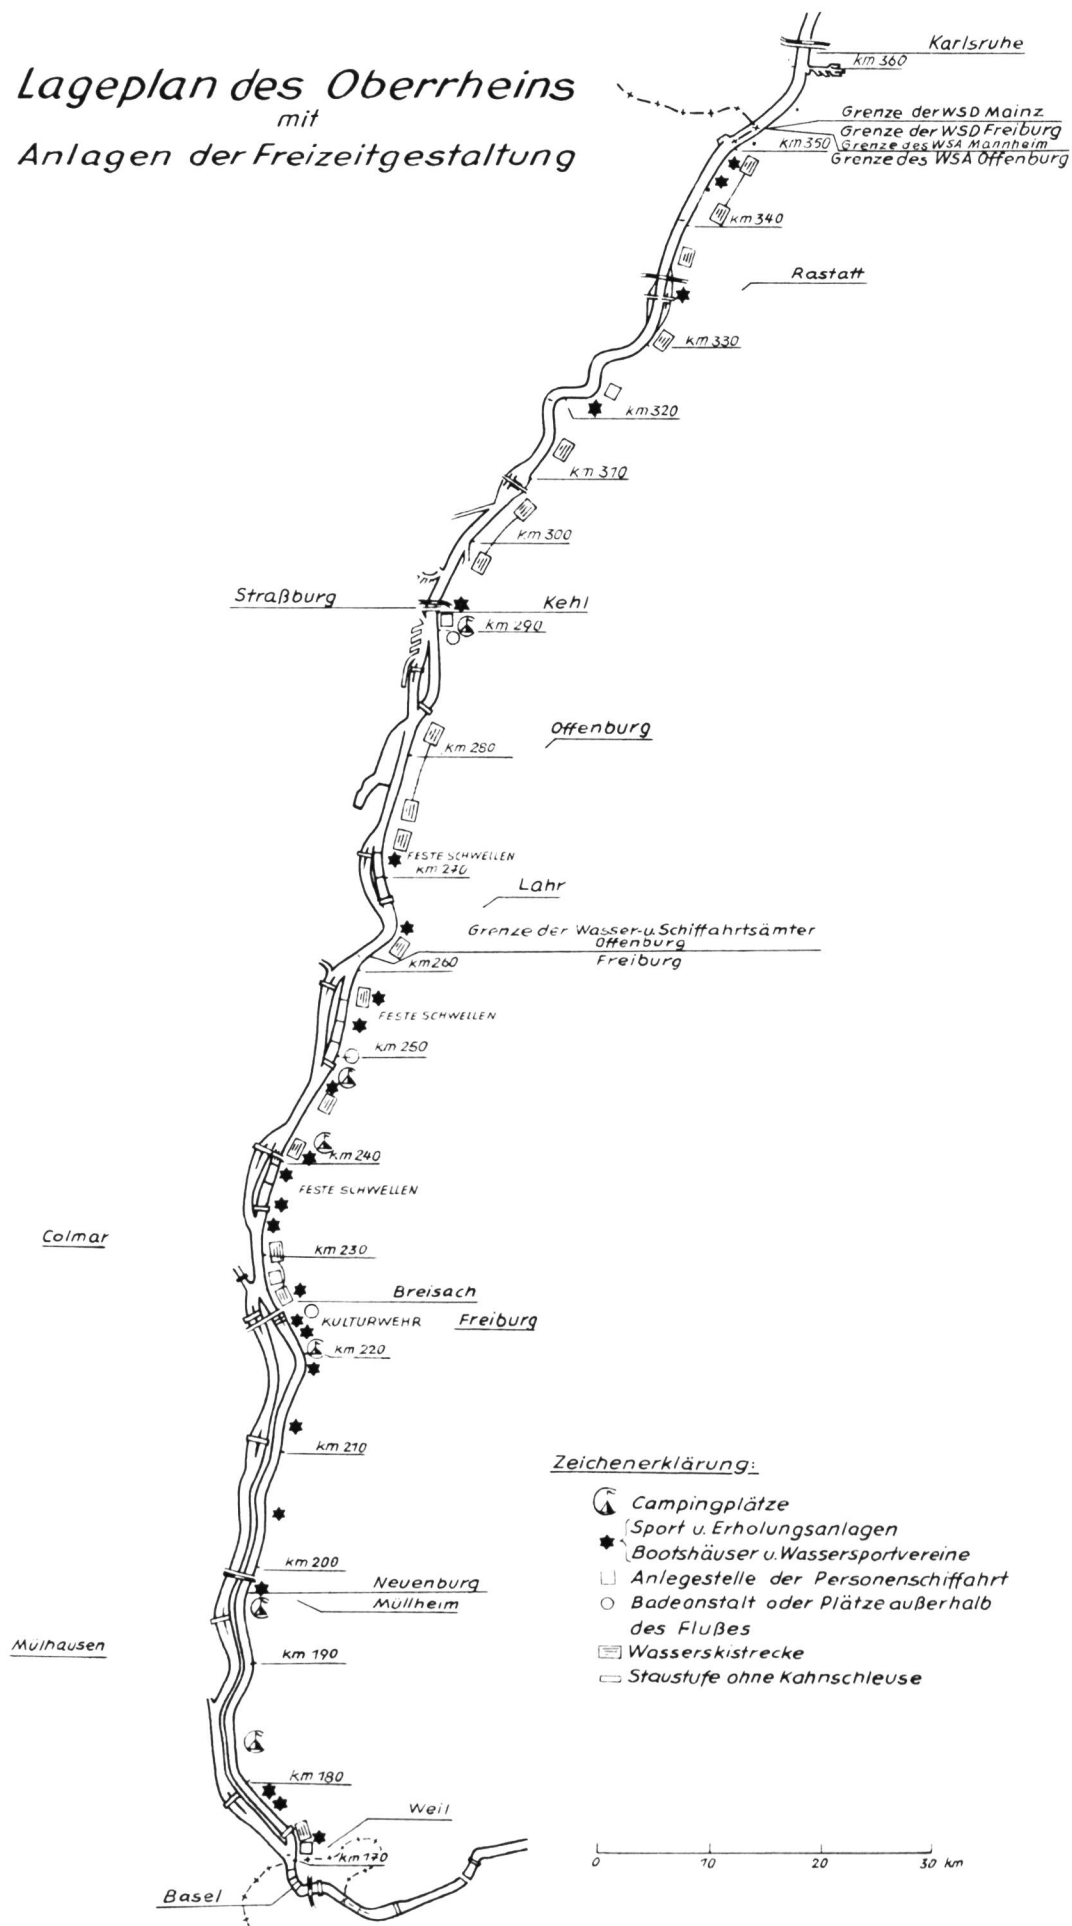 Lageplan des Oberrheins
mit
Anlagen der Freizeitgestaltung
Karlsruhe
km 360
Grenze der WSD Mainz
Grenze der WSD Freiburg
km 350
Grenze des WSA Mannheim
Grenze des WSA Offenburg
km 340
Rastatt
km 330
km 320
km 310
km 300
Straßburg
Kehl
km 290
Offenburg
km 280
FESTE SCHWELLEN
km 270
Lahr
Grenze der Wasser-u. Schiffahrtsämter
Offenburg
km 260
Freiburg
FESTE SCHWELLEN
km 250
km 240
FESTE SCHWELLEN
Colmar
km 230
Breisach
KULTURWEHR
Freiburg
km 220
km 210
km 200
Neuenburg
Müllheim
Mülhausen
km 190
km 180
Weil
km 170
Basel
Zeichenerklärung:
Campingplätze
Sport u. Erholungsanlagen
Bootshäuser u. Wassersportvereine
Anlegestelle der Personenschiffahrt
Badeanstalt oder Plätze außerhalb
des Flußes
Wasserskistrecke
Staustufe ohne Kahnschleuse
0 10 20 30 km